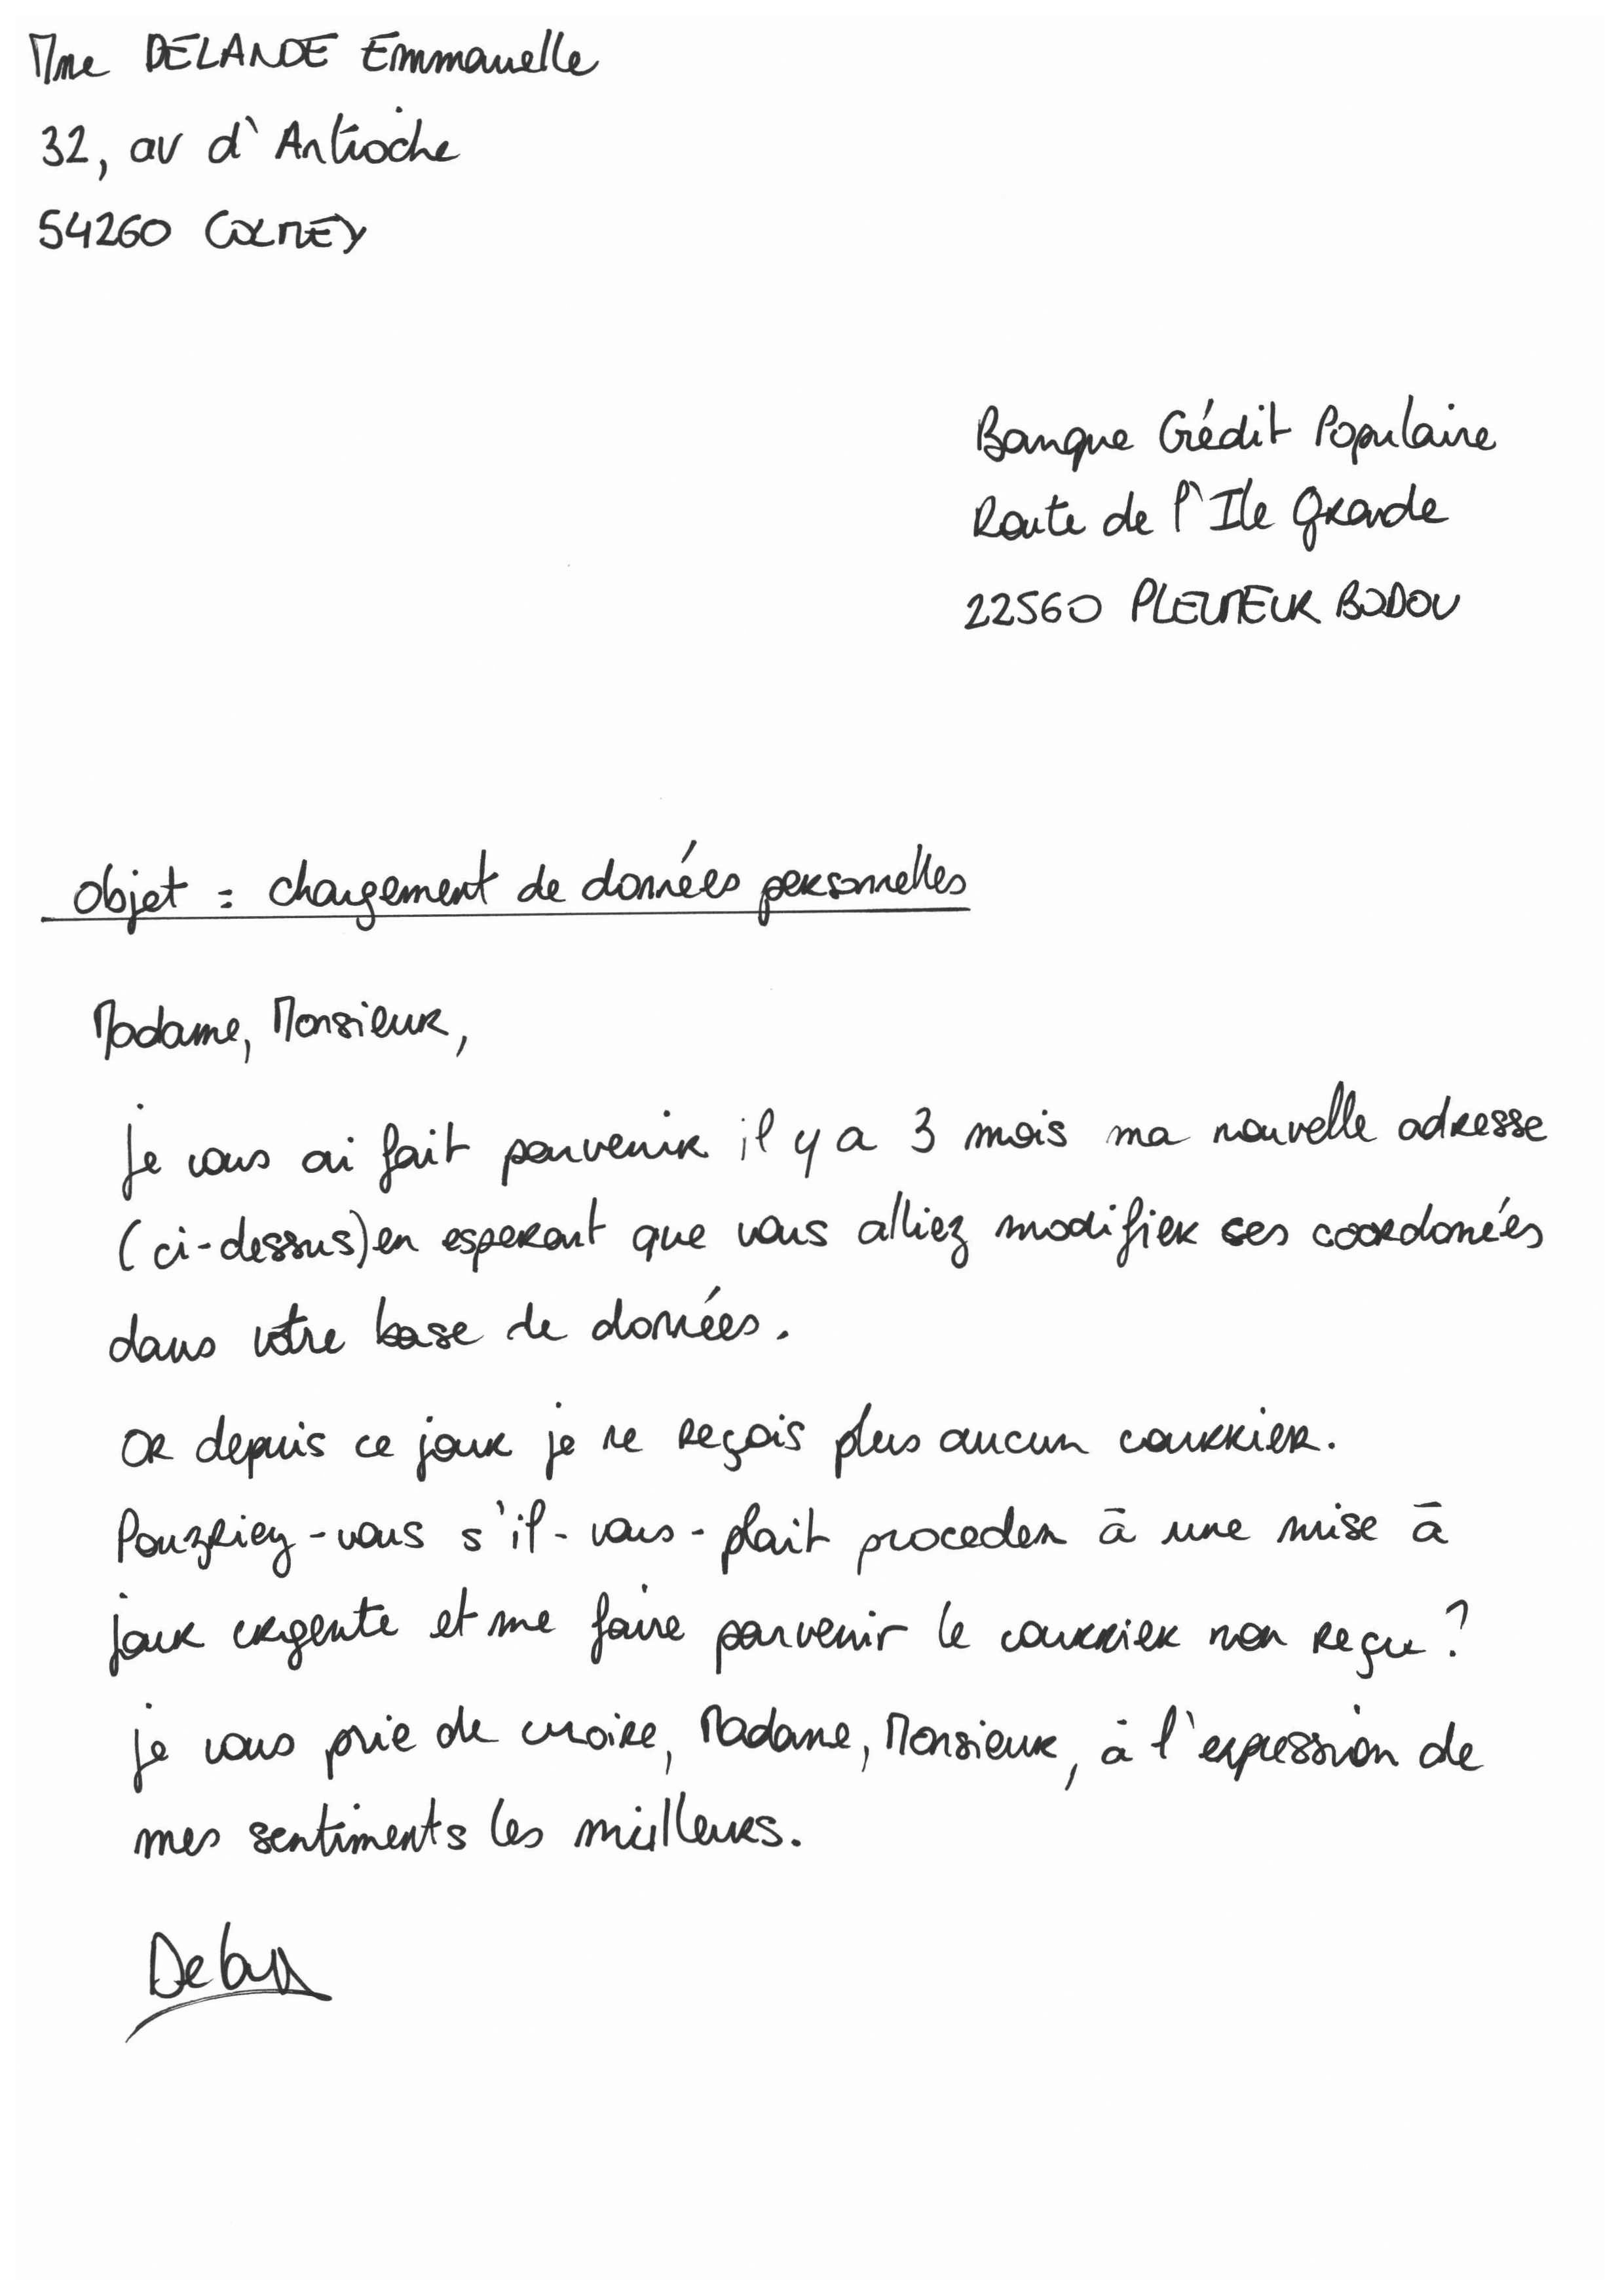 Mme DELANDE Emmanuelle
32, av d'Antioche
54260 COLMEY
Banque Crédit Populaire
Route de l'Ile Grande
22560 PLEUMEUR BODOU
Objet : changement de données personnelles
Madame, Monsieur,
je vous ai fait parvenir il y a 3 mois ma nouvelle adresse
(ci-dessus) en esperant que vous alliez modifier ces coordonnées
dans votre base de données.
Or depuis ce jour je ne reçois plus aucun courrier.
Pourriez-vous s'il-vous-plait proceder à une mise à
jour urgente et me faire parvenir le courrier non reçu ?
je vous prie de croire, Madame, Monsieur, à l'expression de
mes sentiments les meilleurs.